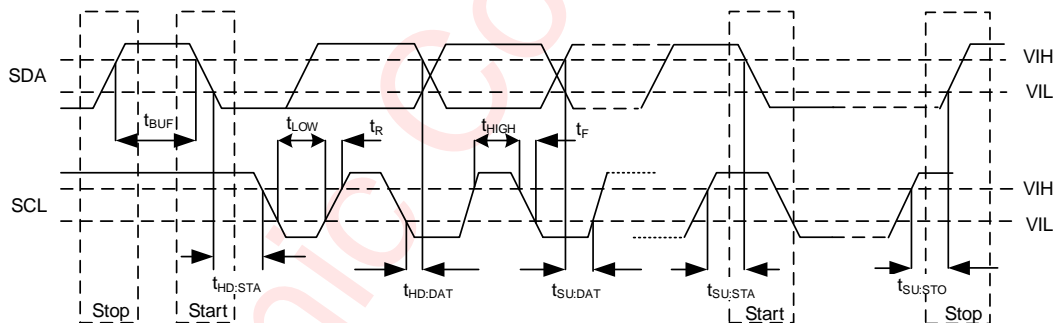 SDA
VIH
VIL
tBUF
tLOW
tR
tHIGH
tF
SCL
VIH
VIL
tHD:STA
tHD:DAT
tSU:DAT
tSU:STA
tSU:STO
Stop
Start
Start
Stop